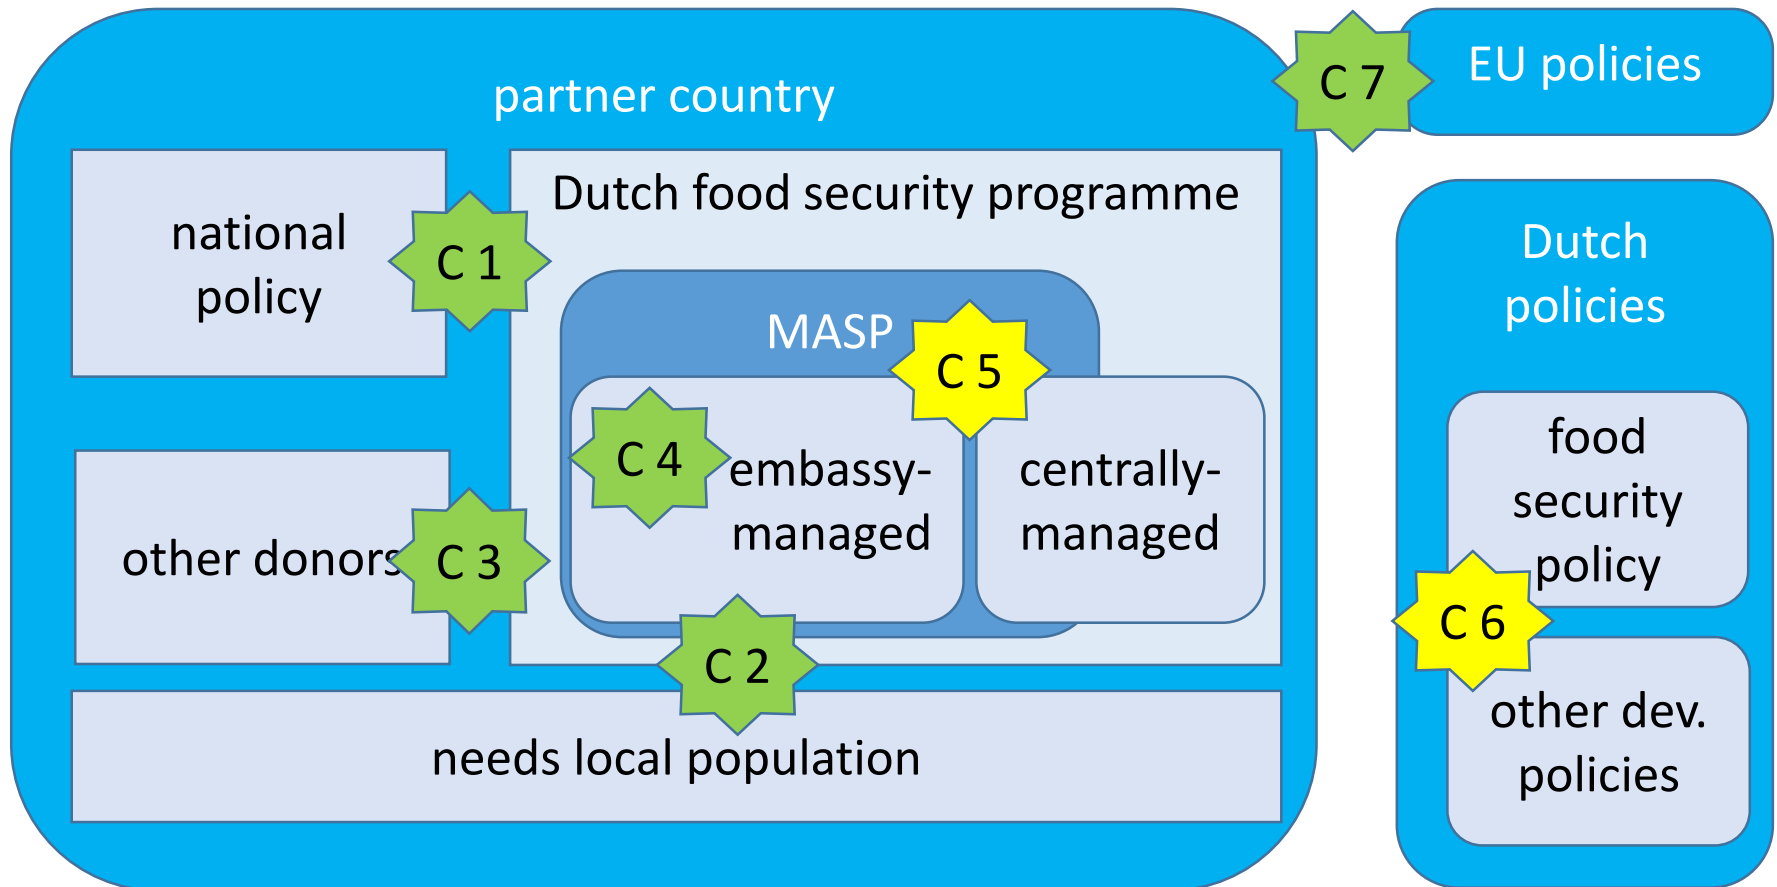 partner country
C 7
EU policies
national
policy
C 1
Dutch food security programme
MASP
C 5
C 4
embassy-
managed
centrally-
managed
other donors
C 3
C 2
needs local population
Dutch
policies
food
security
policy
C 6
other dev.
policies